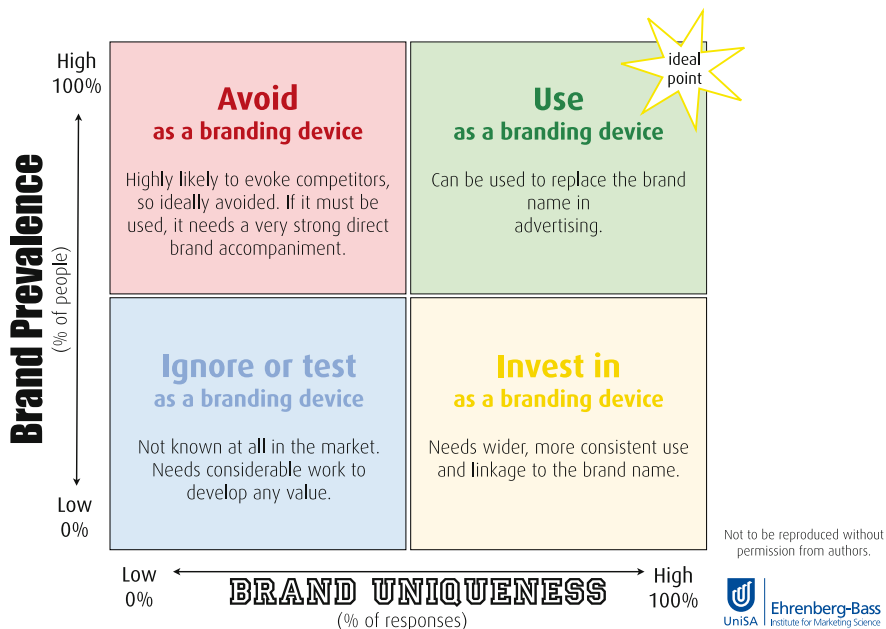 High
100%
Brand Prevalence
(% of people)
Low
0%
Avoid
as a branding device
Highly likely to evoke competitors,
so ideally avoided. If it must be
used, it needs a very strong direct
brand accompaniment.
Use
as a branding device
Can be used to replace the brand
name in
advertising.
ideal
point
Ignore or test
as a branding device
Not known at all in the market.
Needs considerable work to
develop any value.
Invest in
as a branding device
Needs wider, more consistent use
and linkage to the brand name.
Low
0%
BRAND UNIQUENESS
(% of responses)
High
100%
Not to be reproduced without
permission from authors.
UniSA
Ehrenberg-Bass
Institute for Marketing Science